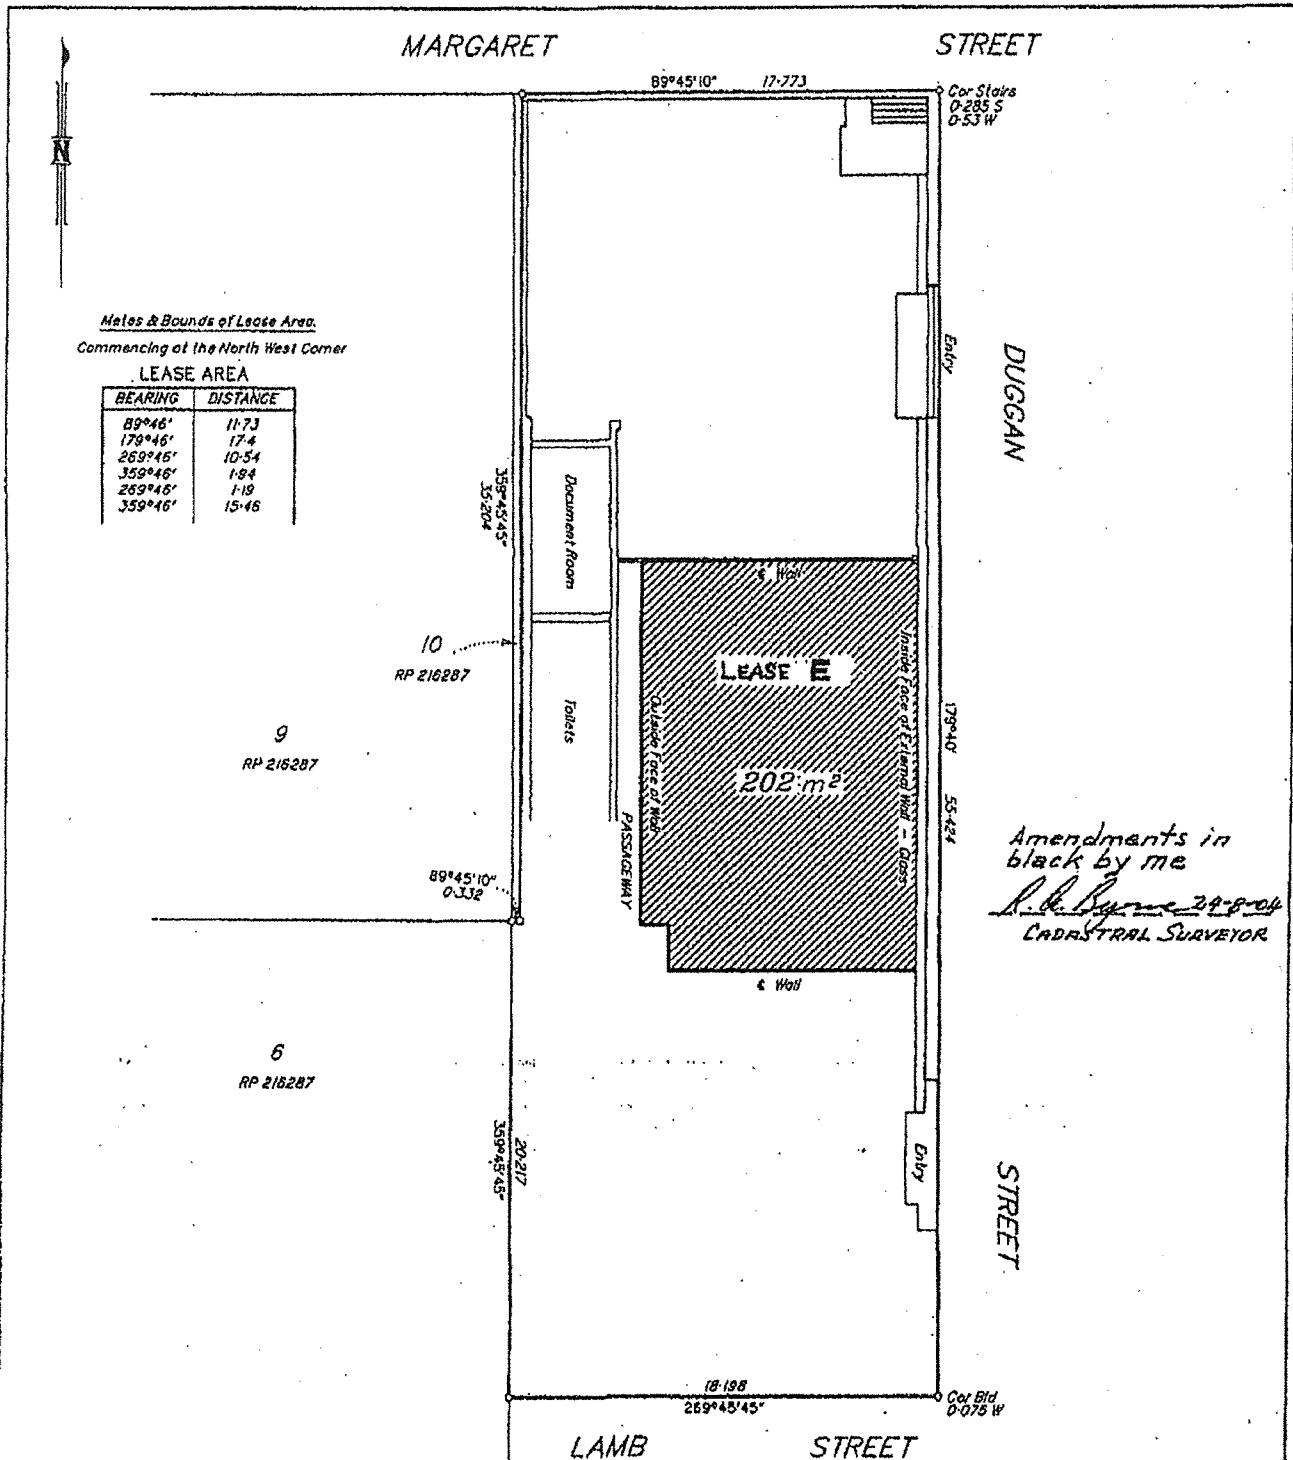 MARGARET STREET
89°45'10" 17·773
Cor Stairs
0·285 S
0·53 W
N
Metes & Bounds of Lease Area.
Commencing at the North West Corner
LEASE AREA
BEARING DISTANCE
89°46' 11·73
179°46' 17·4
269°46' 10·54
359°46' 1·94
269°46' 1·19
359°46' 15·46
Entry
DUGGAN
359°45'45"
35·204
Document Room
℄ Wall
10
RP 216287
LEASE E
Inside Face of External Wall - Glass
Toilets
Outside Face of Wall
179°40'
55·424
9
RP 216287
202 m²
PASSAGEWAY
Amendments in
black by me
R. A. Byrne 24-8-04
CADASTRAL SURVEYOR
89°45'10"
0·332
℄ Wall
6
RP 216287
20·217
359°45'45"
Entry
STREET
18·198
269°45'45"
Cor Bld
0·075 W
LAMB STREET